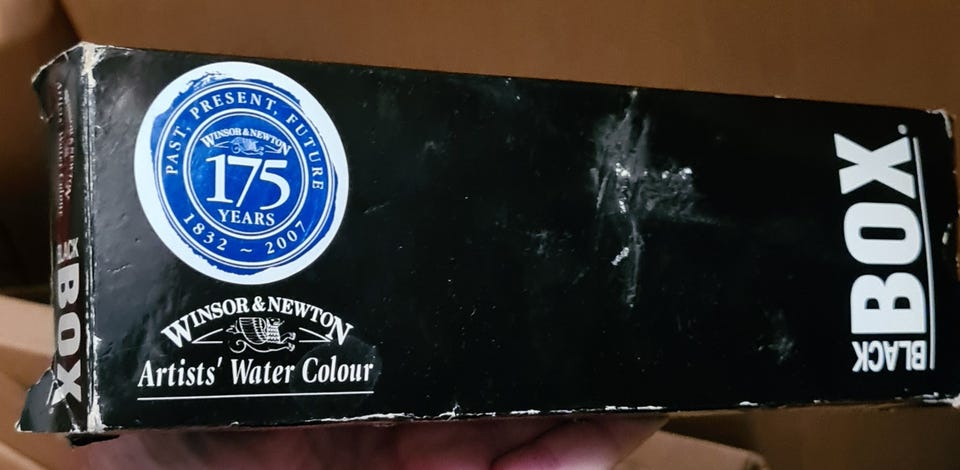 PAST, PRESENT, FUTURE
WINSOR & NEWTON
175
YEARS
1832 ~ 2007
WINSOR & NEWTON
Artists' Water Colour
BLACK
BOX.
BLACK
BOX